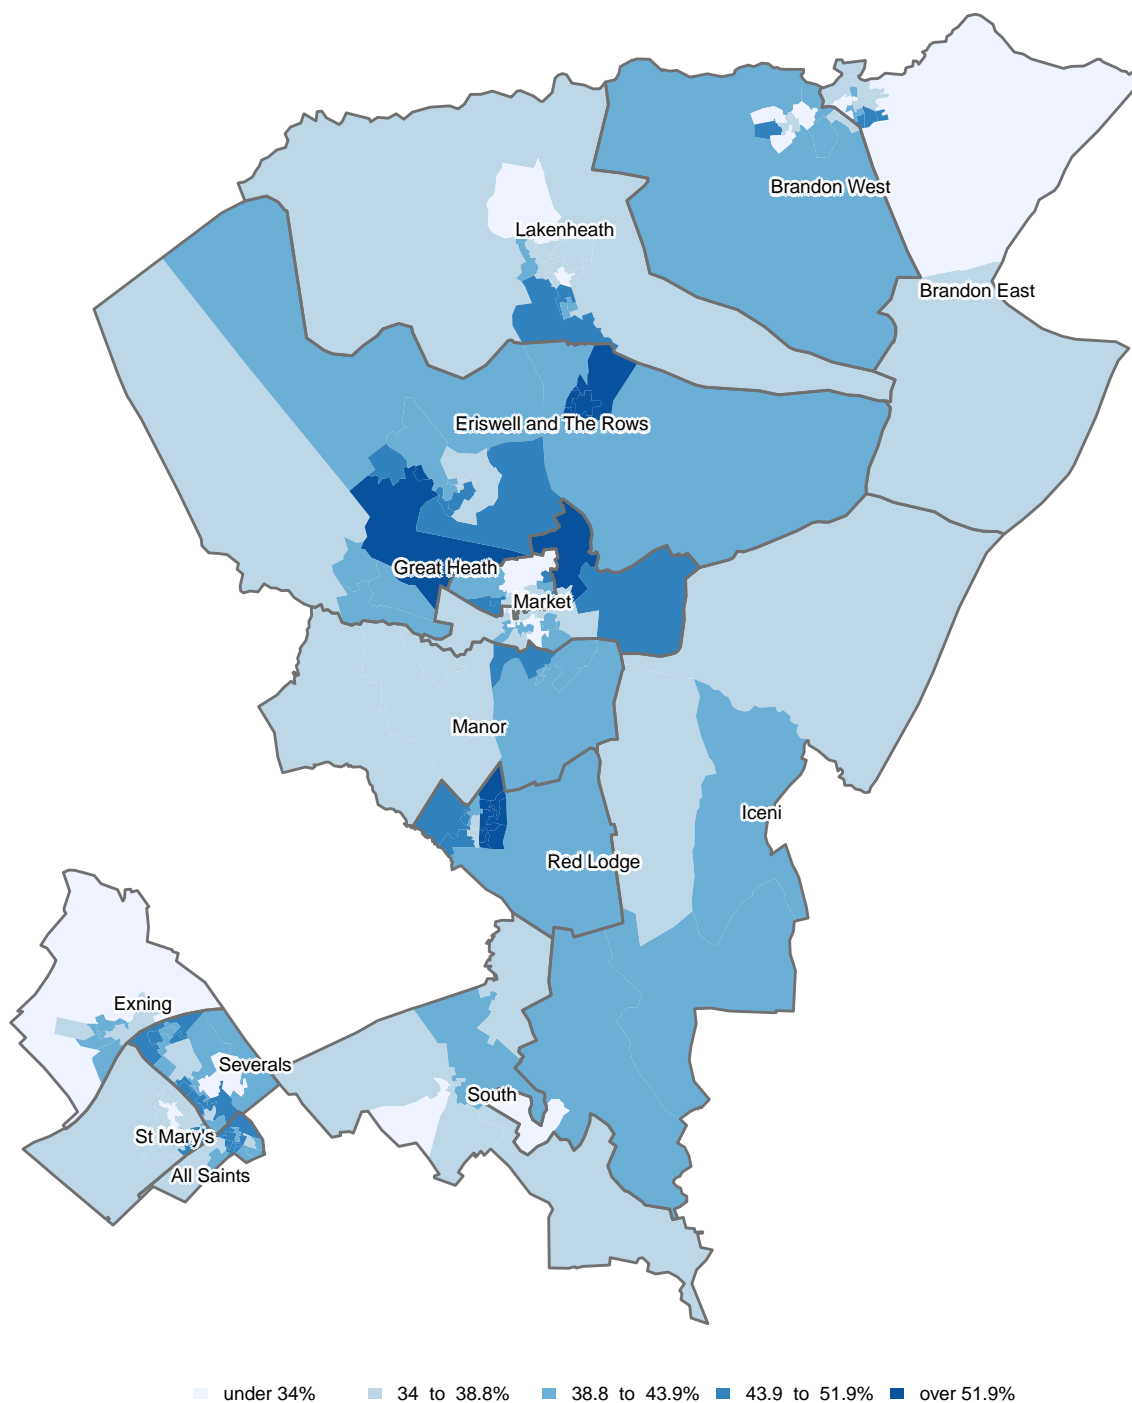 Brandon West
Lakenheath
Brandon East
Eriswell and The Rows
Great Heath
Market
Manor
Iceni
Red Lodge
Exning
Severals
South
St Mary's
All Saints
under 34% 34 to 38.8% 38.8 to 43.9% 43.9 to 51.9% over 51.9%